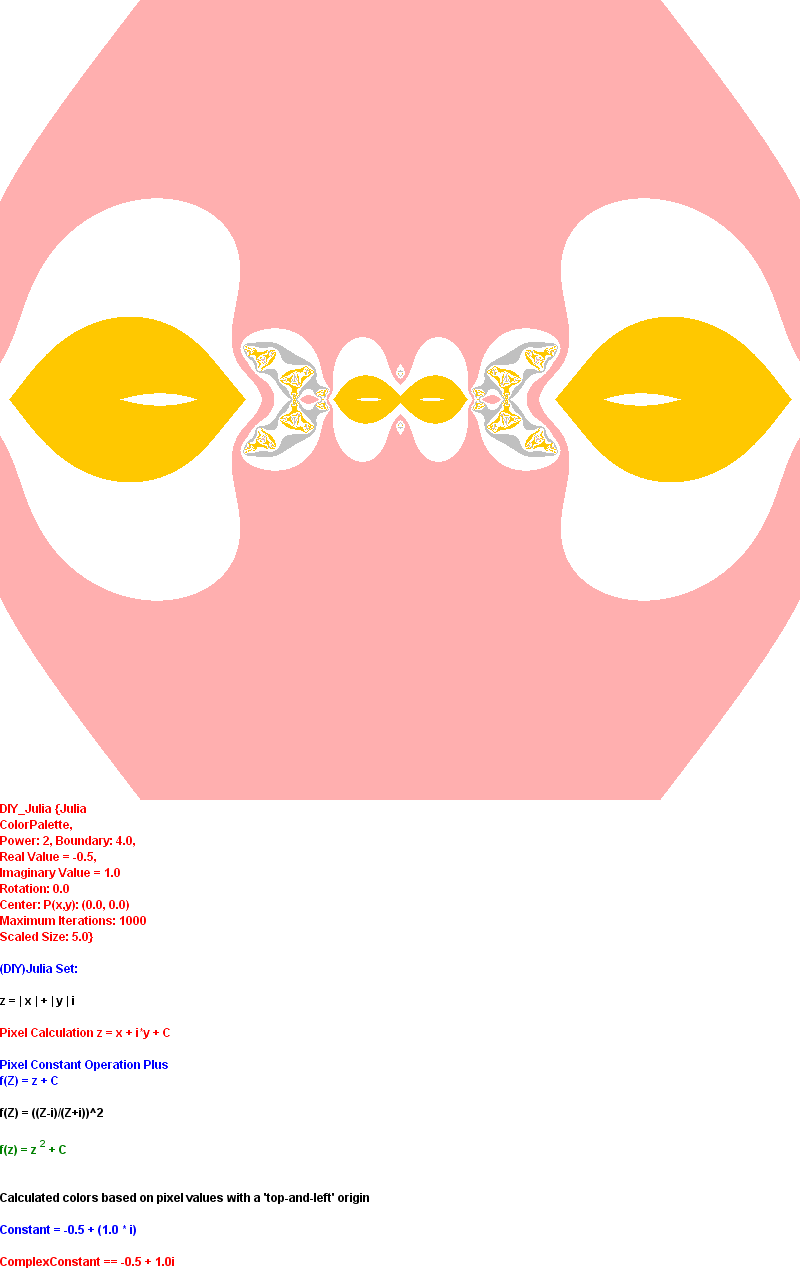 DIY_Julia {Julia
ColorPalette,
Power: 2, Boundary: 4.0,
Real Value = -0.5,
Imaginary Value = 1.0
Rotation: 0.0
Center: P(x,y): (0.0, 0.0)
Maximum Iterations: 1000
Scaled Size: 5.0}
(DIY)Julia Set:
z = | x | + | y | i
Pixel Calculation z = x + i*y + C
Pixel Constant Operation Plus
f(Z) = z + C
f(Z) = ((Z-i)/(Z+i))^2
f(z) = z 2 + C
Calculated colors based on pixel values with a 'top-and-left' origin
Constant = -0.5 + (1.0 * i)
ComplexConstant == -0.5 + 1.0i